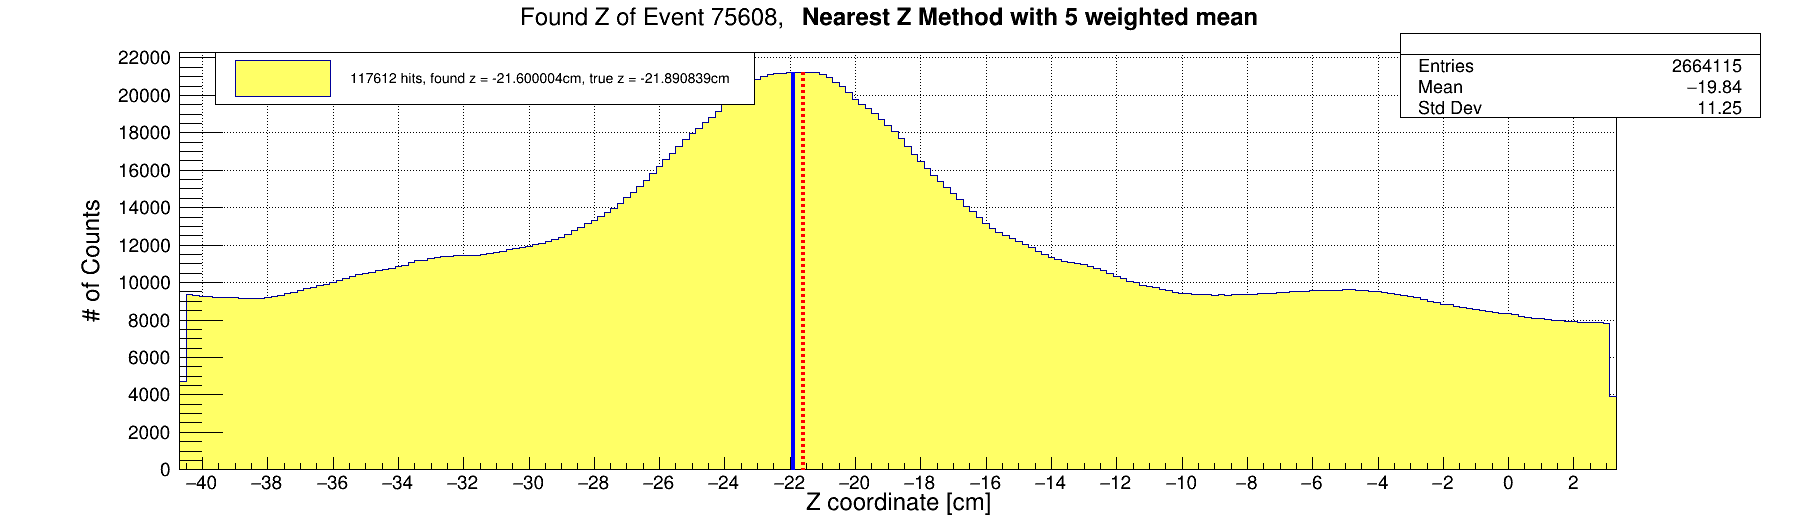 Found Z of Event 75608, Nearest Z Method with 5 weighted mean
117612 hits, found z = -21.600004cm, true z = -21.890839cm
Entries 2664115
Mean −19.84
Std Dev 11.25
# of Counts
22000
20000
18000
16000
14000
12000
10000
8000
6000
4000
2000
0
−40 −38 −36 −34 −32 −30 −28 −26 −24 −22 −20 −18 −16 −14 −12 −10 −8 −6 −4 −2 0 2
Z coordinate [cm]